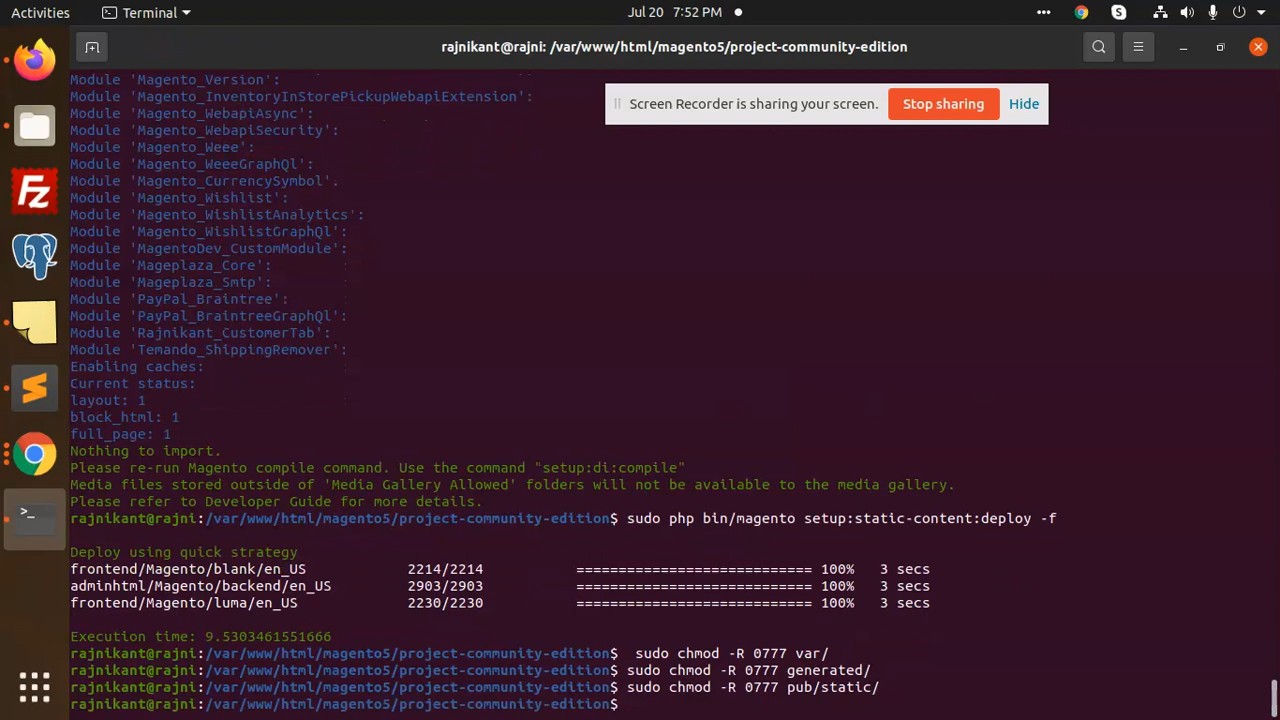 Activities
Terminal
Jul 20 7:52 PM
rajnikant@rajni: /var/www/html/magento5/project-community-edition
Screen Recorder is sharing your screen.
Stop sharing
Hide
Module 'Magento_Version':
Module 'Magento_InventoryInStorePickupWebapiExtension':
Module 'Magento_WebapiAsync':
Module 'Magento_WebapiSecurity':
Module 'Magento_Weee':
Module 'Magento_WeeeGraphQl':
Module 'Magento_CurrencySymbol'.
Module 'Magento_Wishlist':
Module 'Magento_WishlistAnalytics':
Module 'Magento_WishlistGraphQl':
Module 'MagentoDev_CustomModule':
Module 'Mageplaza_Core':
Module 'Mageplaza_Smtp':
Module 'PayPal_Braintree':
Module 'PayPal_BraintreeGraphQl':
Module 'Rajnikant_CustomerTab':
Module 'Temando_ShippingRemover':
Enabling caches:
Current status:
layout: 1
block_html: 1
full_page: 1
Nothing to import.
Please re-run Magento compile command. Use the command "setup:di:compile"
Media files stored outside of 'Media Gallery Allowed' folders will not be available to the media gallery.
Please refer to Developer Guide for more details.
rajnikant@rajni:/var/www/html/magento5/project-community-edition$ sudo php bin/magento setup:static-content:deploy -f
Deploy using quick strategy
frontend/Magento/blank/en_US 2214/2214 ============================ 100% 3 secs
adminhtml/Magento/backend/en_US 2903/2903 ============================ 100% 3 secs
frontend/Magento/luma/en_US 2230/2230 ============================ 100% 3 secs
Execution time: 9.5303461551666
rajnikant@rajni:/var/www/html/magento5/project-community-edition$  sudo chmod -R 0777 var/
rajnikant@rajni:/var/www/html/magento5/project-community-edition$ sudo chmod -R 0777 generated/
rajnikant@rajni:/var/www/html/magento5/project-community-edition$ sudo chmod -R 0777 pub/static/
rajnikant@rajni:/var/www/html/magento5/project-community-edition$